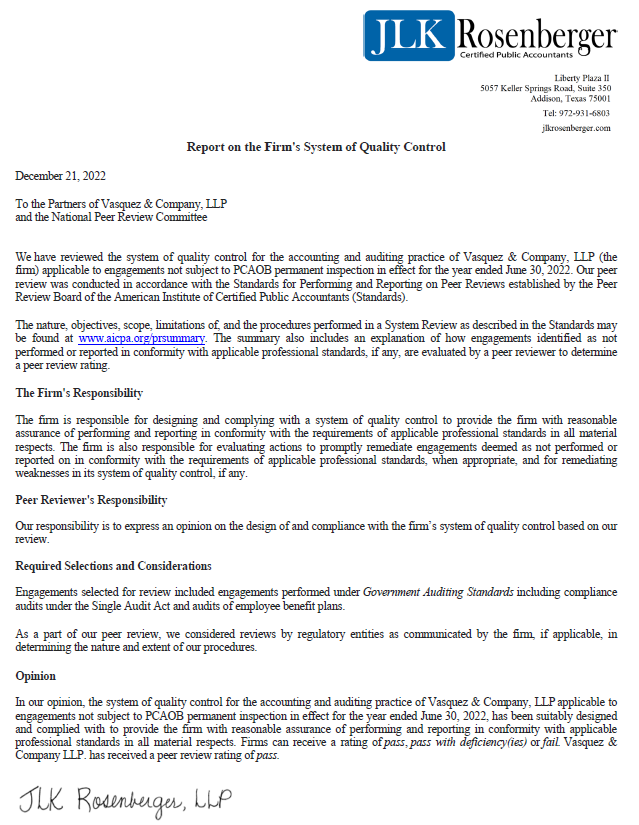 JLK Rosenberger
Certified Public Accountants
Liberty Plaza II
5057 Keller Springs Road, Suite 350
Addison, Texas 75001
Tel: 972-931-6803
jlkrosenberger.com
Report on the Firm's System of Quality Control
December 21, 2022
To the Partners of Vasquez & Company, LLP
and the National Peer Review Committee
We have reviewed the system of quality control for the accounting and auditing practice of Vasquez & Company, LLP (the
firm) applicable to engagements not subject to PCAOB permanent inspection in effect for the year ended June 30, 2022. Our peer
review was conducted in accordance with the Standards for Performing and Reporting on Peer Reviews established by the Peer
Review Board of the American Institute of Certified Public Accountants (Standards).
The nature, objectives, scope, limitations of, and the procedures performed in a System Review as described in the Standards may
be found at www.aicpa.org/prsummary. The summary also includes an explanation of how engagements identified as not
performed or reported in conformity with applicable professional standards, if any, are evaluated by a peer reviewer to determine
a peer review rating.
The Firm's Responsibility
The firm is responsible for designing and complying with a system of quality control to provide the firm with reasonable
assurance of performing and reporting in conformity with the requirements of applicable professional standards in all material
respects. The firm is also responsible for evaluating actions to promptly remediate engagements deemed as not performed or
reported on in conformity with the requirements of applicable professional standards, when appropriate, and for remediating
weaknesses in its system of quality control, if any.
Peer Reviewer's Responsibility
Our responsibility is to express an opinion on the design of and compliance with the firm's system of quality control based on our
review.
Required Selections and Considerations
Engagements selected for review included engagements performed under Government Auditing Standards including compliance
audits under the Single Audit Act and audits of employee benefit plans.
As a part of our peer review, we considered reviews by regulatory entities as communicated by the firm, if applicable, in
determining the nature and extent of our procedures.
Opinion
In our opinion, the system of quality control for the accounting and auditing practice of Vasquez & Company, LLP applicable to
engagements not subject to PCAOB permanent inspection in effect for the year ended June 30, 2022, has been suitably designed
and complied with to provide the firm with reasonable assurance of performing and reporting in conformity with applicable
professional standards in all material respects. Firms can receive a rating of pass, pass with deficiency(ies) or fail. Vasquez &
Company LLP. has received a peer review rating of pass.
JLK Rosenberger, LLP